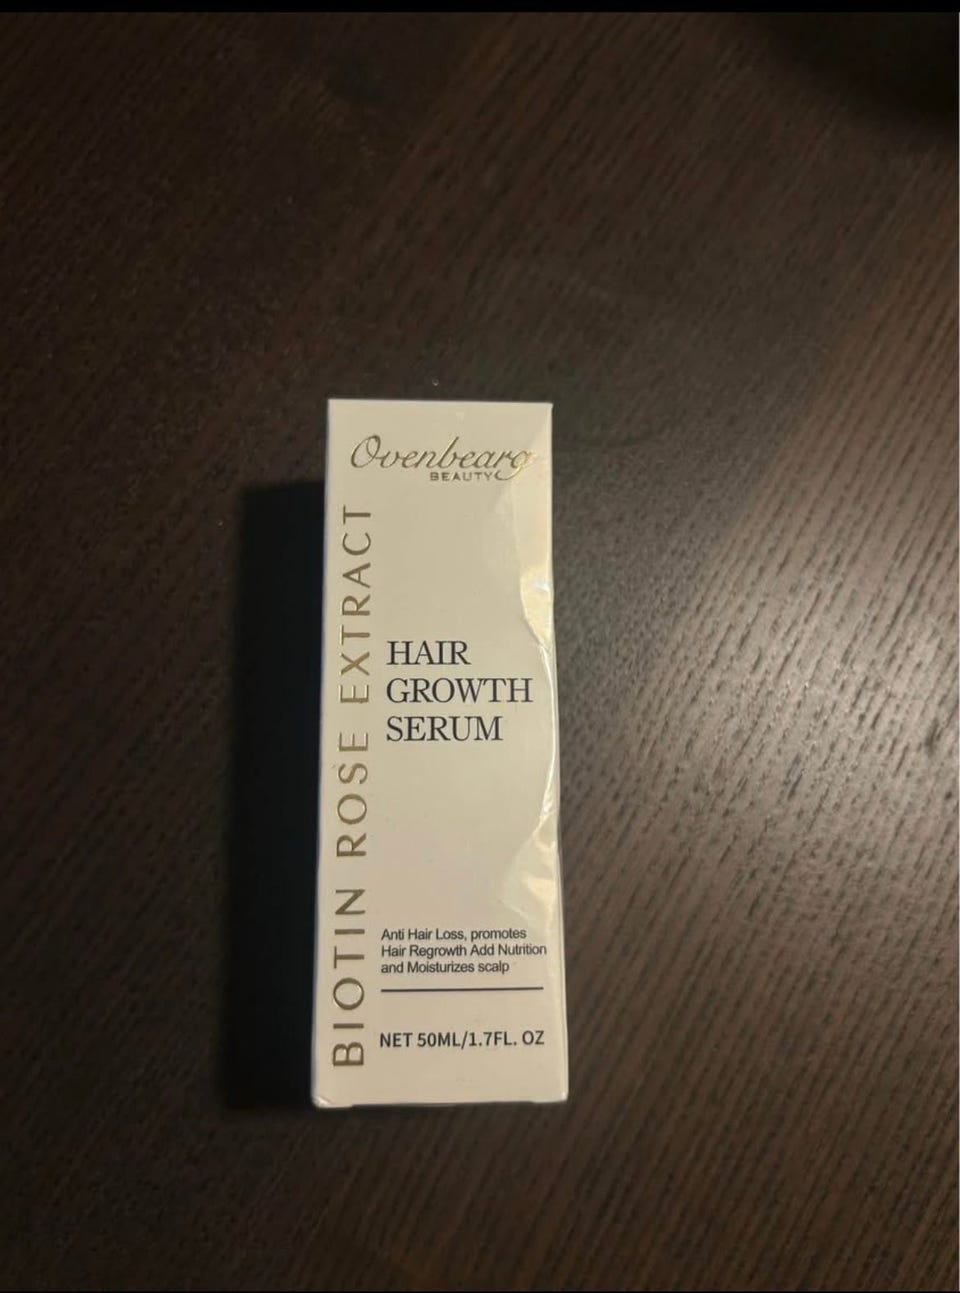 Ovenbearg
BEAUTY
BIOTIN ROSE EXTRACT
HAIR
GROWTH
SERUM
Anti Hair Loss, promotes
Hair Regrowth Add Nutrition
and Moisturizes scalp
NET 50ML/1.7FL. OZ